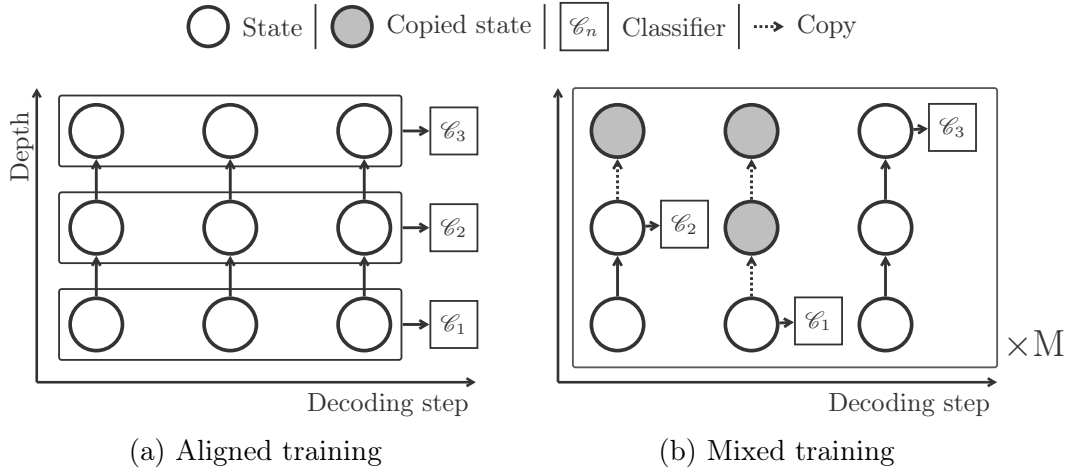 State | Copied state | 𝒞n Classifier | Copy
Depth
𝒞3
𝒞2
𝒞1
Decoding step
(a) Aligned training
𝒞3
𝒞2
𝒞1
×M
Decoding step
(b) Mixed training